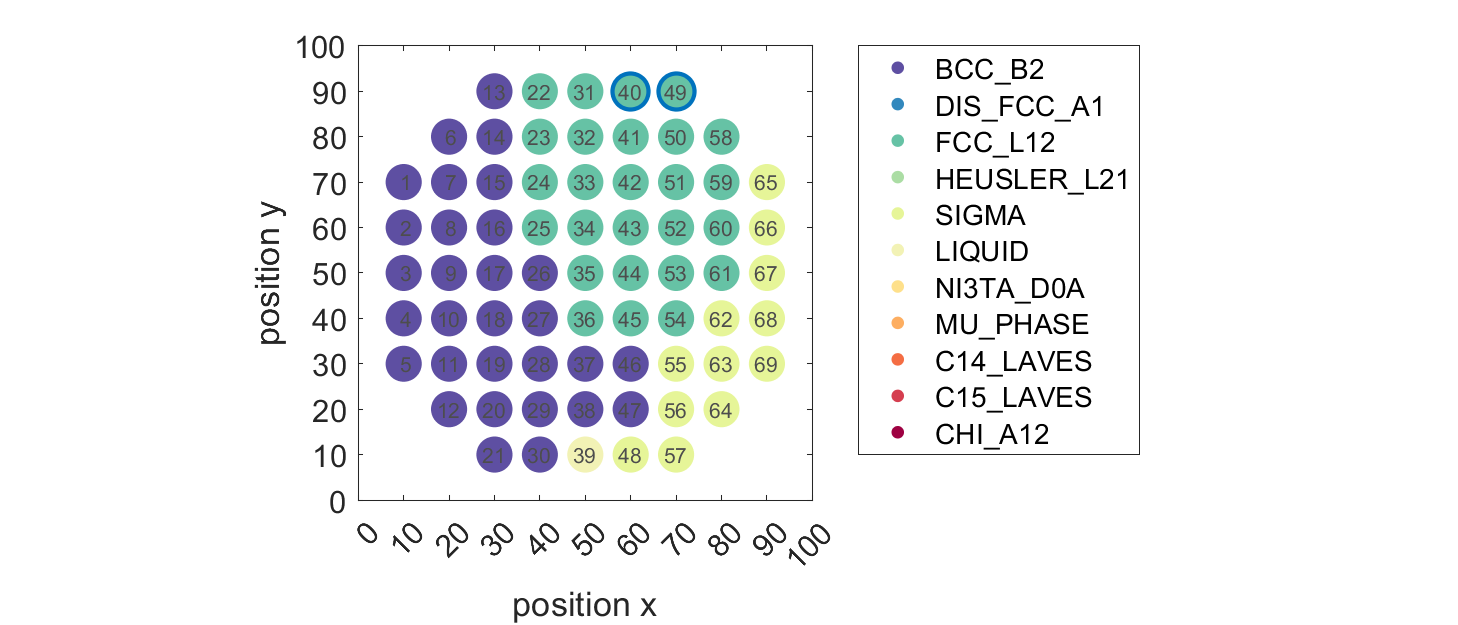 100
90
80
70
60
50
40
30
20
10
0
13 22 31 40 49
6 14 23 32 41 50 58
1 7 15 24 33 42 51 59 65
2 8 16 25 34 43 52 60 66
3 9 17 26 35 44 53 61 67
4 10 18 27 36 45 54 62 68
5 11 19 28 37 46 55 63 69
12 20 29 38 47 56 64
21 30 39 48 57
0 10 20 30 40 50 60 70 80 90 100
position x
position y
BCC_B2
DIS_FCC_A1
FCC_L12
HEUSLER_L21
SIGMA
LIQUID
NI3TA_D0A
MU_PHASE
C14_LAVES
C15_LAVES
CHI_A12